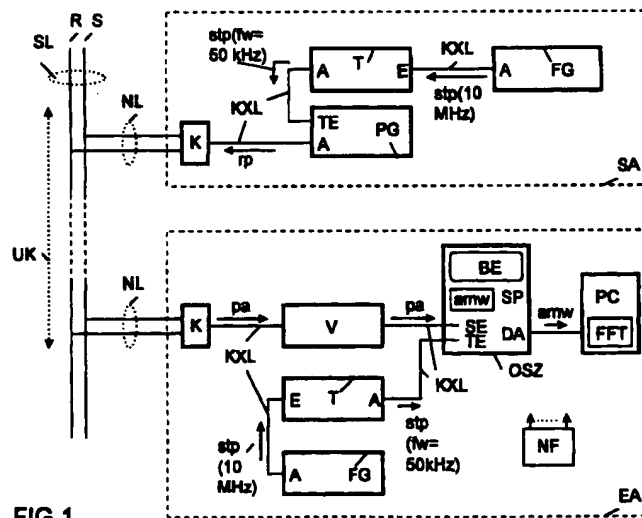 R S
SL
stp(fw=
50 kHz)
A T E
KXL
A FG
stp(10
MHz)
NL
KXL
TE
A
PG
K
rp
SA
UK
NL
K
pa
V
pa
KXL
KXL
BE
amw SP
SE
TE
DA
OSZ
amw
PC
FFT
E T A
stp
(10
MHz)
stp
(fw=
50kHz)
A FG
NF
EA
FIG 1